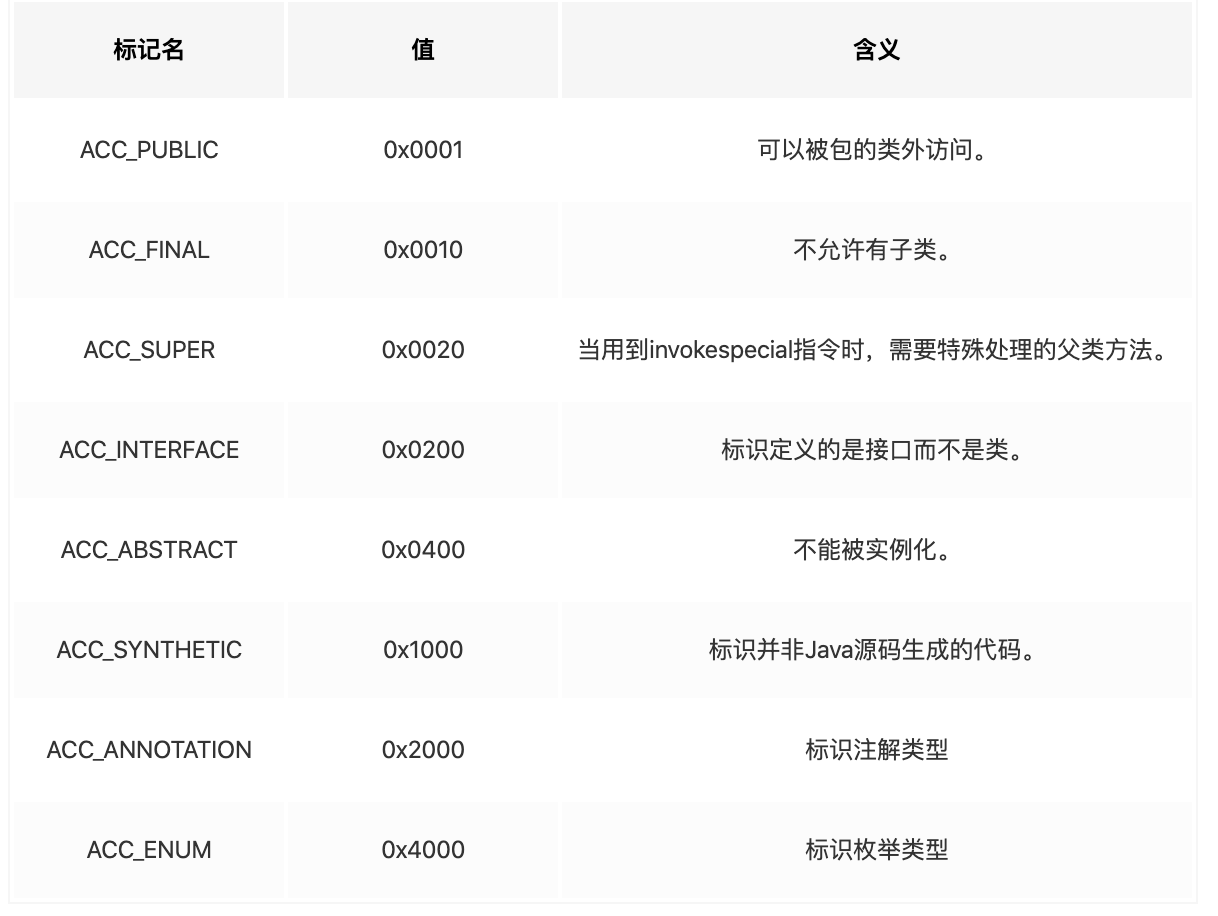 标记名 值 含义
ACC_PUBLIC 0x0001 可以被包的类外访问。
ACC_FINAL 0x0010 不允许有子类。
ACC_SUPER 0x0020 当用到invokespecial指令时，需要特殊处理的父类方法。
ACC_INTERFACE 0x0200 标识定义的是接口而不是类。
ACC_ABSTRACT 0x0400 不能被实例化。
ACC_SYNTHETIC 0x1000 标识并非Java源码生成的代码。
ACC_ANNOTATION 0x2000 标识注解类型
ACC_ENUM 0x4000 标识枚举类型